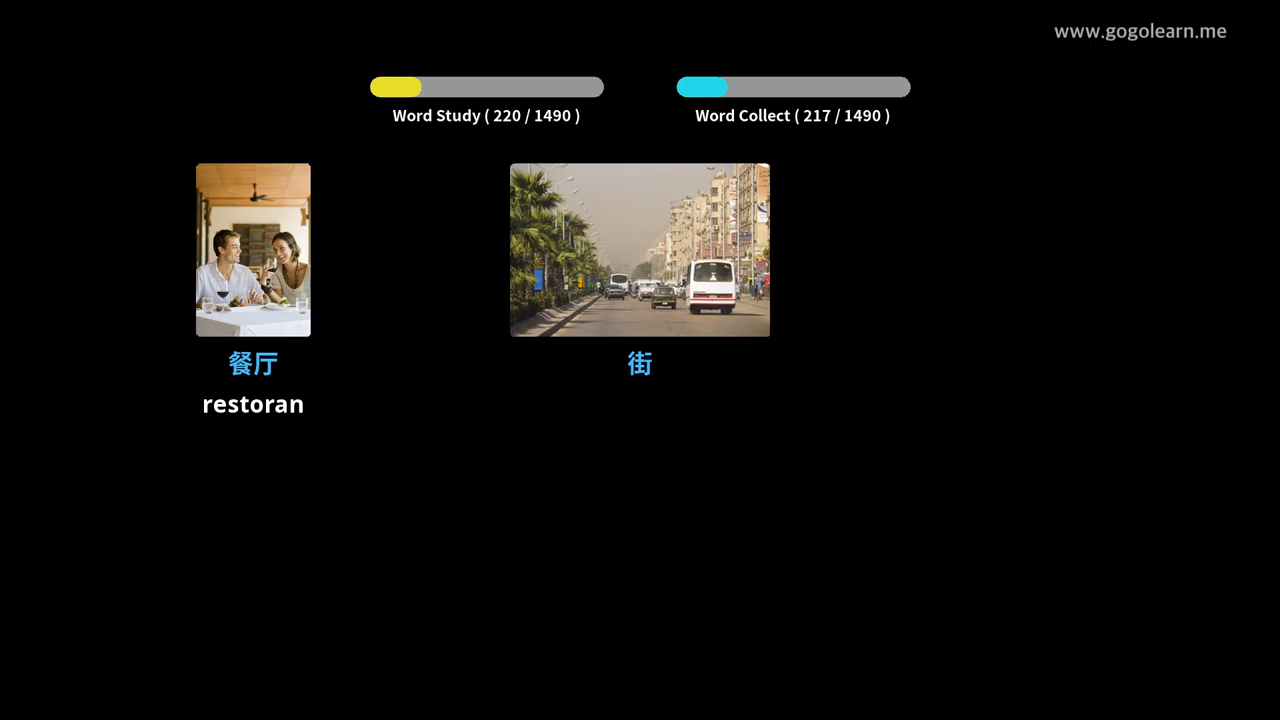 www.gogolearn.me
Word Study ( 220 / 1490 )
Word Collect ( 217 / 1490 )
餐厅
restoran
街